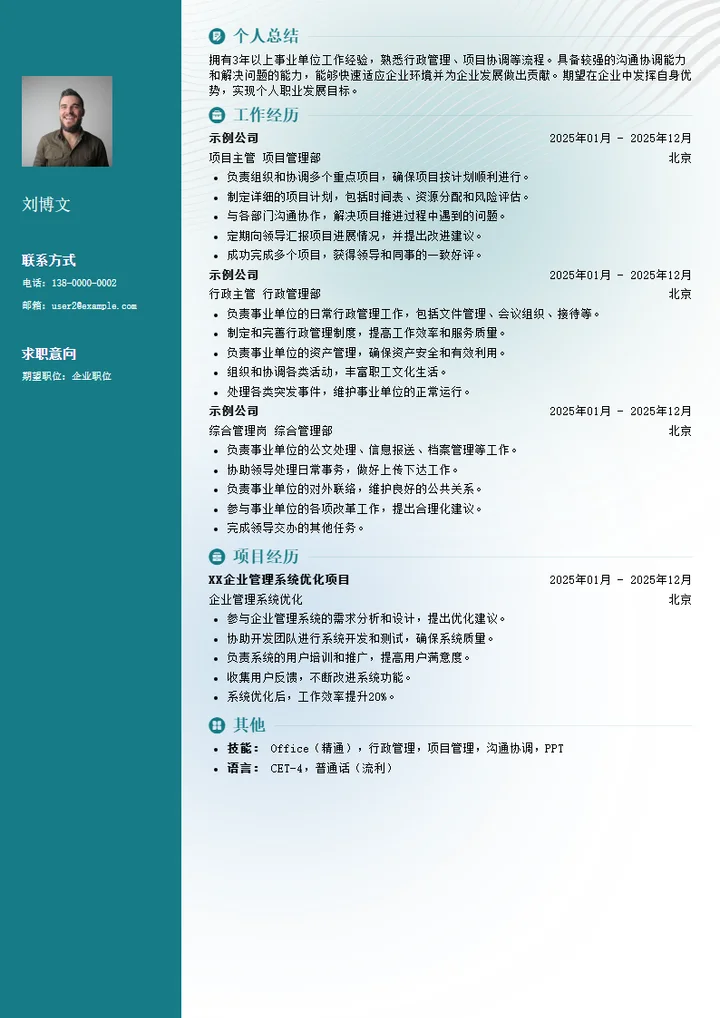 刘博文
联系方式
电话：138-0000-0002
邮箱：user2@example.com
求职意向
期望职位：企业职位
个人总结
拥有3年以上事业单位工作经验，熟悉行政管理、项目协调等流程。具备较强的沟通协调能力
和解决问题的能力，能够快速适应企业环境并为企业发展做出贡献。期望在企业中发挥自身优
势，实现个人职业发展目标。
工作经历
示例公司 2025年01月 - 2025年12月
项目主管 项目管理部 北京
• 负责组织和协调多个重点项目，确保项目按计划顺利进行。
• 制定详细的项目计划，包括时间表、资源分配和风险评估。
• 与各部门沟通协作，解决项目推进过程中遇到的问题。
• 定期向领导汇报项目进展情况，并提出改进建议。
• 成功完成多个项目，获得领导和同事的一致好评。
示例公司 2025年01月 - 2025年12月
行政主管 行政管理部 北京
• 负责事业单位的日常行政管理工作，包括文件管理、会议组织、接待等。
• 制定和完善行政管理制度，提高工作效率和服务质量。
• 负责事业单位的资产管理，确保资产安全和有效利用。
• 组织和协调各类活动，丰富职工文化生活。
• 处理各类突发事件，维护事业单位的正常运行。
示例公司 2025年01月 - 2025年12月
综合管理岗 综合管理部 北京
• 负责事业单位的公文处理、信息报送、档案管理等工作。
• 协助领导处理日常事务，做好上传下达工作。
• 负责事业单位的对外联络，维护良好的公共关系。
• 参与事业单位的各项改革工作，提出合理化建议。
• 完成领导交办的其他任务。
项目经历
XX企业管理系统优化项目 2025年01月 - 2025年12月
企业管理系统优化 北京
• 参与企业管理系统的需求分析和设计，提出优化建议。
• 协助开发团队进行系统开发和测试，确保系统质量。
• 负责系统的用户培训和推广，提高用户满意度。
• 收集用户反馈，不断改进系统功能。
• 系统优化后，工作效率提升20%。
其他
• 技能： Office（精通），行政管理，项目管理，沟通协调，PPT
• 语言： CET-4，普通话（流利）